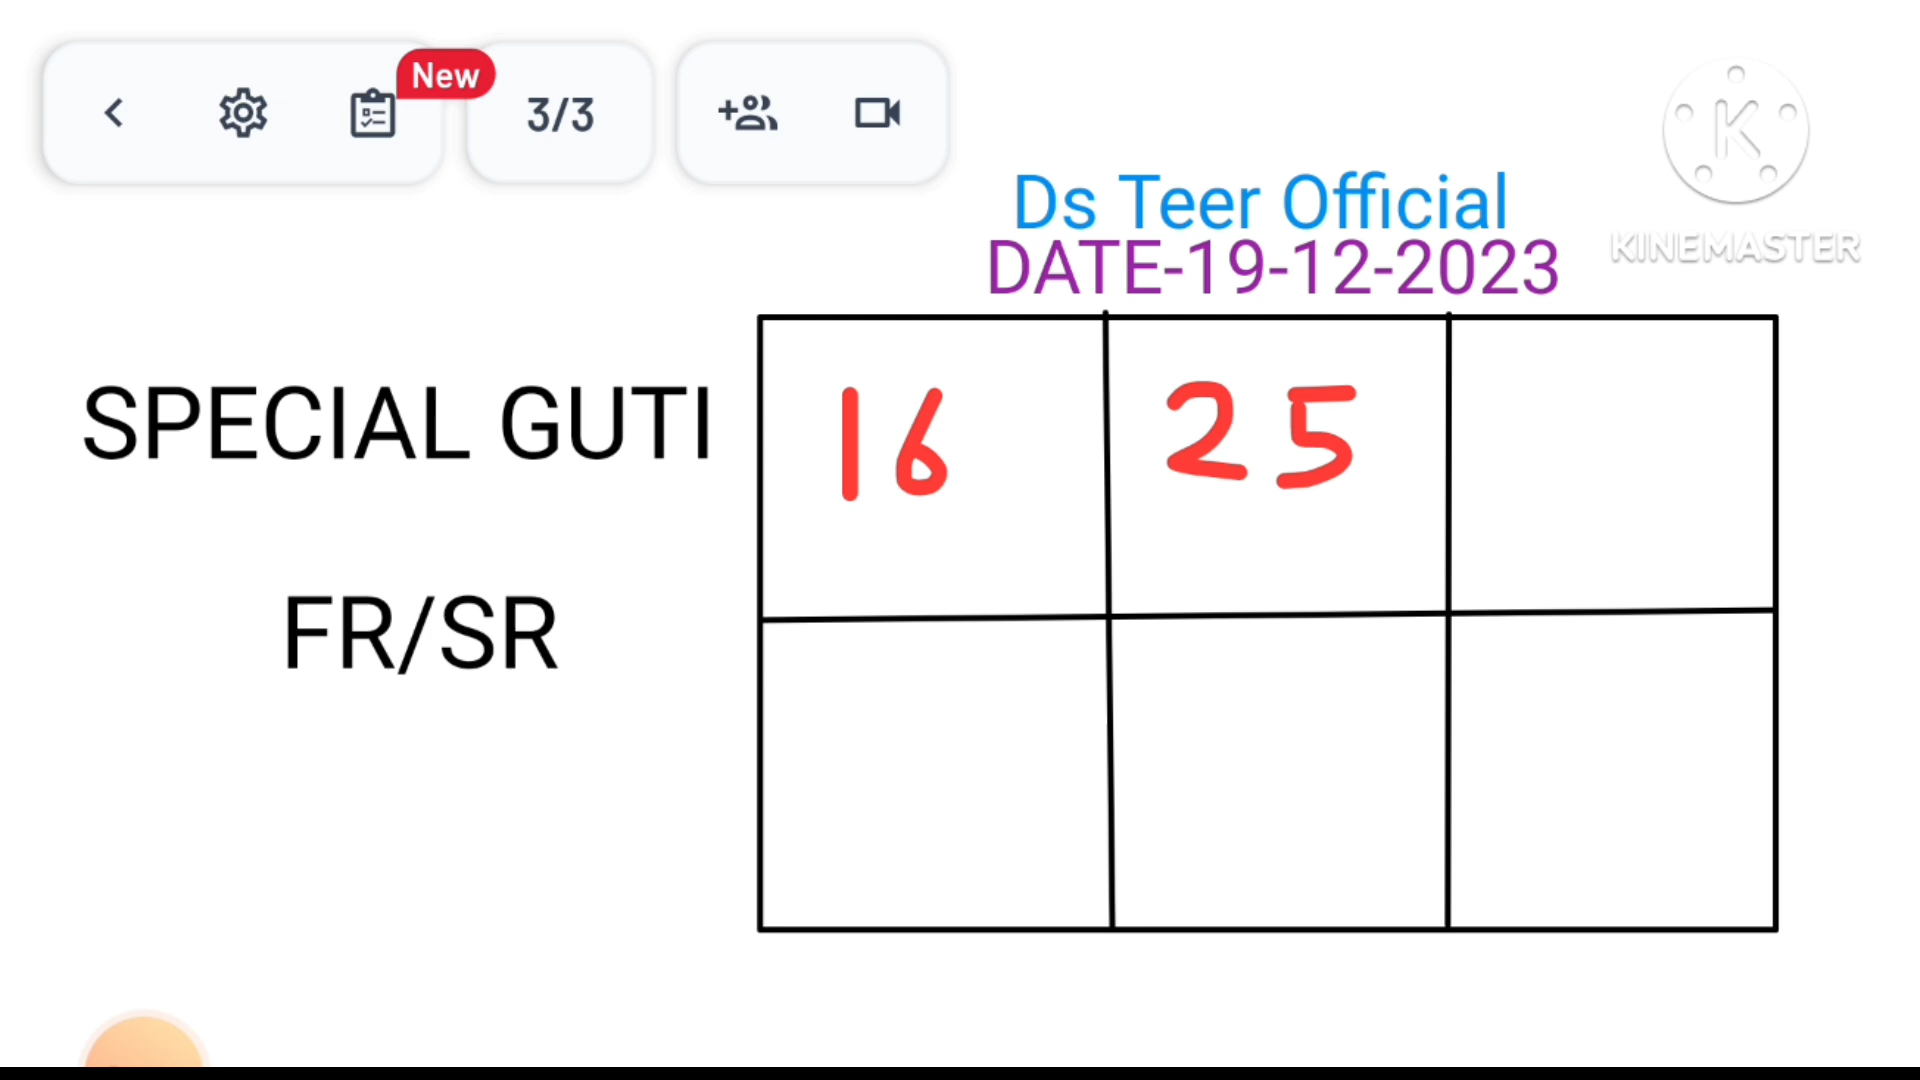 New
3/3
Ds Teer Official
DATE-19-12-2023
K
KINEMASTER
SPECIAL GUTI
16 25
FR/SR